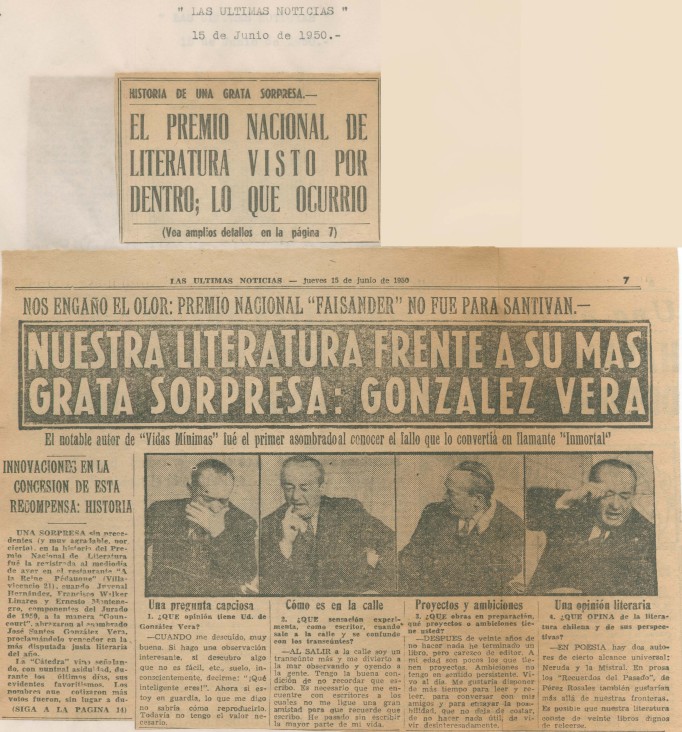 " LAS ULTIMAS NOTICIAS "
15 de Junio de 1950.-
HISTORIA DE UNA GRATA SORPRESA.—
EL PREMIO NACIONAL DE
LITERATURA VISTO POR
DENTRO; LO QUE OCURRIO
(Vea amplios detalles en la página 7)
LAS ULTIMAS NOTICIAS — jueves 15 de junio de 1950 7
NOS ENGAÑO EL OLOR: PREMIO NACIONAL "FAISANDER" NO FUE PARA SANTIVAN.—
NUESTRA LITERATURA FRENTE A SU MAS
GRATA SORPRESA: GONZALEZ VERA
El notable autor de "Vidas Mínimas" fué el primer asombrado al conocer el fallo que lo convertía en flamante "Inmortal"
INNOVACIONES EN LA
CONCESION DE ESTA
RECOMPENSA: HISTORIA
UNA SORPRESA sin prece-
dentes (y muy agradable, por
cierto), en la historia del Pre-
mio Nacional de Literatura
fué la registrada al mediodía
de ayer en el restaurante "A
la Reine Pédauque" (Villa-
vicencio 21), cuando Juvenal
Hernández, Francisco Walker
Linares y Ernesto Montene-
gro, componentes del Jurado
de 1950, a la manera "Gon-
court", abrazaron al asombrado
José Santos González Vera,
proclamándolo vencedor en la
más disputada justa literaria
del año.
La "Cátedra" vino señalan-
do, con puntualidad, du-
rante los últimos días, sus
evidentes favoritismos. Los
nombres que cotizaron más
votos fueron, sin lugar a du-
(SIGA A LA PAGINA 14)
Una pregunta capciosa
1. ¿QUE opinión tiene Ud. de
González Vera?
—CUANDO me descuido, muy
buena. Si hago una observación
interesante, si descubro algo
que no es fácil, etc., suelo, in-
conscientemente, decirme: "¡Qué
inteligente eres!". Ahora si es-
toy en guardia, lo que me digo
no sabría cómo reproducirlo.
Todavía no tengo el valor ne-
cesario.
Cómo es en la calle
2. ¿QUE sensación experi-
menta, como escritor, cuando
sale a la calle y se confunde
con los transeúntes?
—AL SALIR a la calle soy un
transeúnte más y me divierto a
la mar observando y oyendo a
la gente. Tengo la buena con-
dición de no recordar que es-
cribo. Es necesario que me en-
cuentre con escritores a los
cuales no me ligue una gran
amistad para que recuerde que
escribo. He pasado sin escribir
la mayor parte de mi vida.
Proyectos y ambiciones
3. ¿QUE obras en preparación,
qué proyectos o ambiciones tie-
ne usted?
—DESPUES de veinte años de
no hacer nada he terminado un
libro, pero carezco de editor. A
mi edad son pocos los que tie-
nen proyectos. Ambiciones no
tengo en sentido persistente. Vi-
vo al día. Me gustaría disponer
de más tiempo para leer y re-
leer, para conversar con mis
amigos y para ensayar la posi-
bilidad, que no dejo de gustar,
de no hacer nada útil, de vi-
vir desinteresadamente.
Una opinión literaria
4. ¿QUE OPINA de la litera-
tura chilena y de sus perspec-
tivas?
—EN POESIA hay dos auto-
res de cierto alcance universal:
Neruda y la Mistral. En prosa
los "Recuerdos del Pasado", de
Pérez Rosales también gustarían
más allá de nuestras fronteras.
Es posible que nuestra literatura
conste de veinte libros dignos
de releerse.